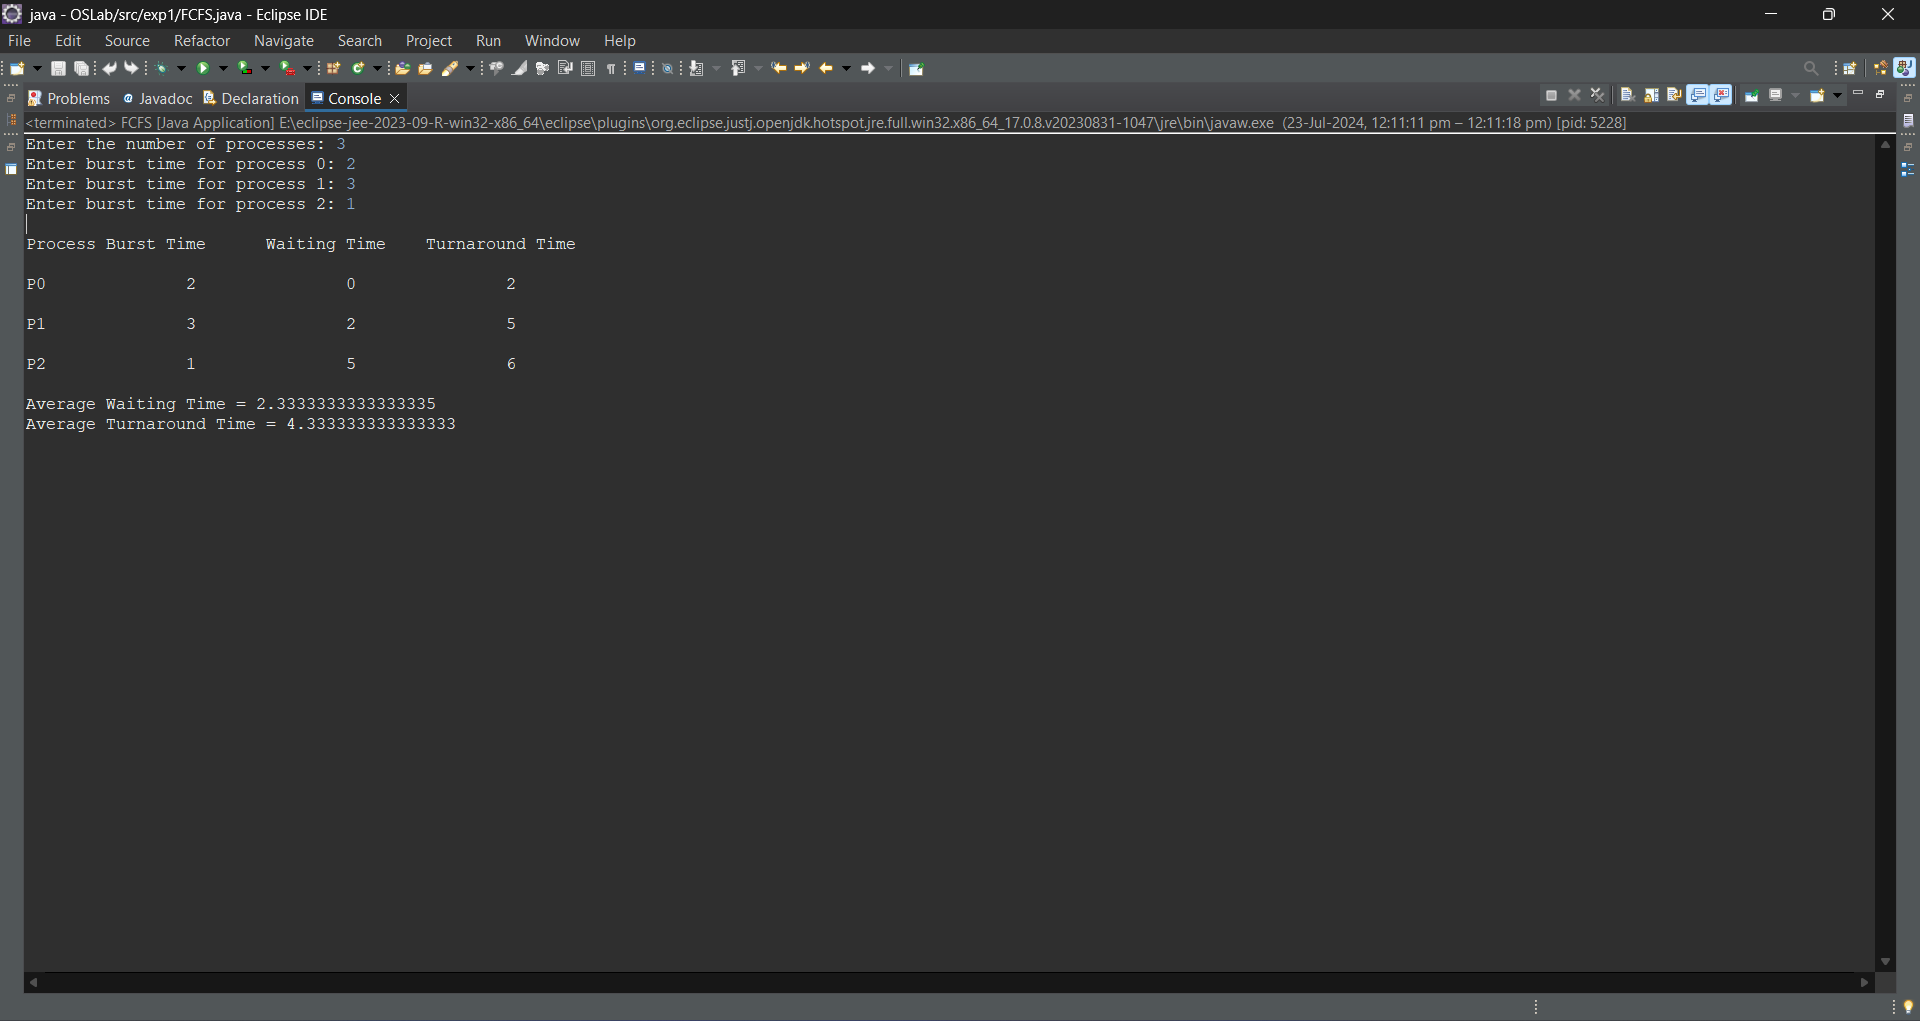 java - OSLab/src/exp1/FCFS.java - Eclipse IDE
File Edit Source Refactor Navigate Search Project Run Window Help
Problems Javadoc Declaration Console
<terminated> FCFS [Java Application] E:\eclipse-jee-2023-09-R-win32-x86_64\eclipse\plugins\org.eclipse.justj.openjdk.hotspot.jre.full.win32.x86_64_17.0.8.v20230831-1047\jre\bin\javaw.exe (23-Jul-2024, 12:11:11 pm – 12:11:18 pm) [pid: 5228]
Enter the number of processes: 3
Enter burst time for process 0: 2
Enter burst time for process 1: 3
Enter burst time for process 2: 1
Process Burst Time Waiting Time Turnaround Time
P0 2 0 2
P1 3 2 5
P2 1 5 6
Average Waiting Time = 2.3333333333333335
Average Turnaround Time = 4.333333333333333